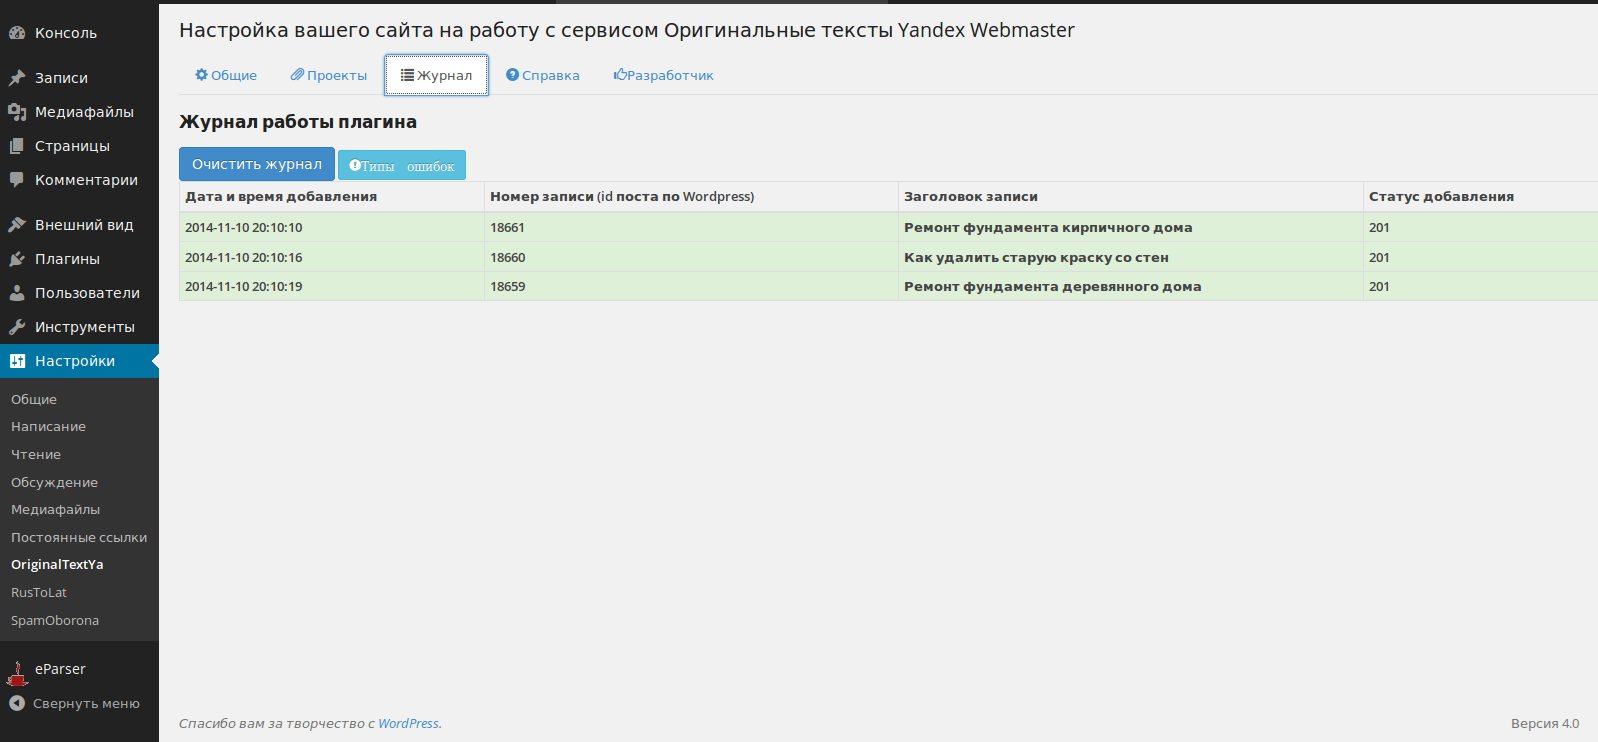 Консоль
Записи
Медиафайлы
Страницы
Комментарии
Внешний вид
Плагины
Пользователи
Инструменты
Настройки
Общие
Написание
Чтение
Обсуждение
Медиафайлы
Постоянные ссылки
OriginalTextYa
RusToLat
SpamOborona
eParser
Свернуть меню
Настройка вашего сайта на работу с сервисом Оригинальные тексты Yandex Webmaster
Общие Проекты Журнал Справка Разработчик
Журнал работы плагина
Очистить журнал Типы ошибок
Дата и время добавления Номер записи (id поста по Wordpress) Заголовок записи Статус добавления
2014-11-10 20:10:10 18661 Ремонт фундамента кирпичного дома 201
2014-11-10 20:10:16 18660 Как удалить старую краску со стен 201
2014-11-10 20:10:19 18659 Ремонт фундамента деревянного дома 201
Спасибо вам за творчество с WordPress. Версия 4.0